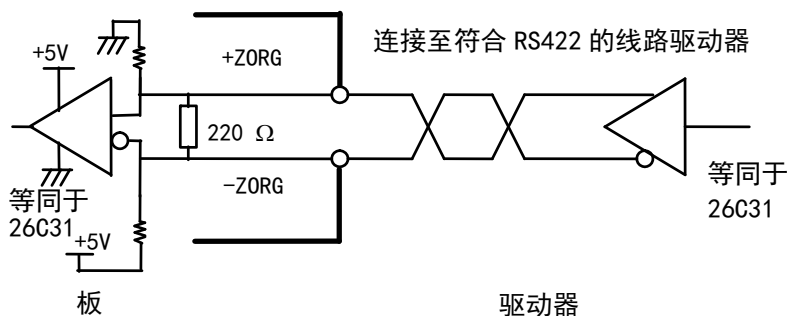 +5V
+ZORG
连接至符合 RS422 的线路驱动器
220 Ω
-ZORG
等同于
26C31
+5V
等同于
26C31
板
驱动器